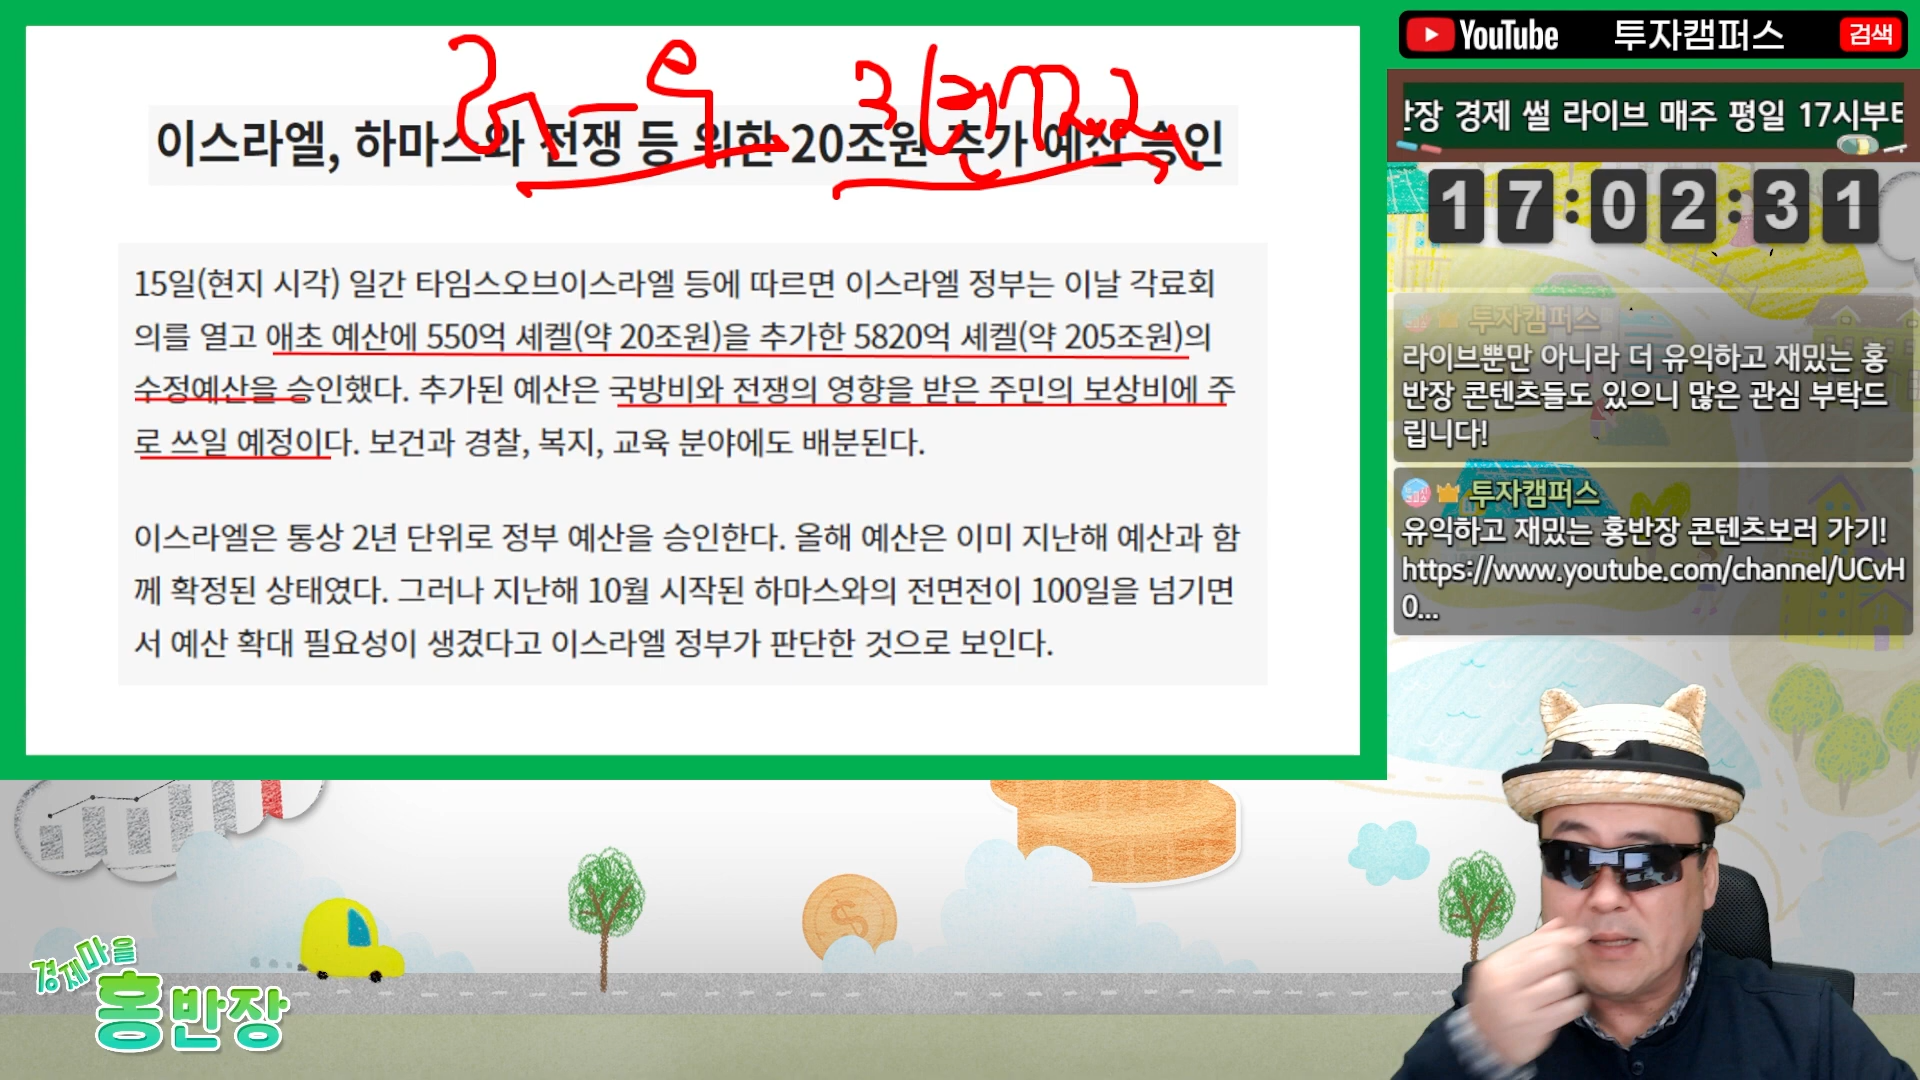 이스라엘, 하마스와 전쟁 등 위한 20조원 추가 예산 승인
15일(현지 시각) 일간 타임스오브이스라엘 등에 따르면 이스라엘 정부는 이날 각료회
의를 열고 애초 예산에 550억 셰켈(약 20조원)을 추가한 5820억 셰켈(약 205조원)의
수정예산을 승인했다. 추가된 예산은 국방비와 전쟁의 영향을 받은 주민의 보상비에 주
로 쓰일 예정이다. 보건과 경찰, 복지, 교육 분야에도 배분된다.
이스라엘은 통상 2년 단위로 정부 예산을 승인한다. 올해 예산은 이미 지난해 예산과 함
께 확정된 상태였다. 그러나 지난해 10월 시작된 하마스와의 전면전이 100일을 넘기면
서 예산 확대 필요성이 생겼다고 이스라엘 정부가 판단한 것으로 보인다.
YouTube 투자캠퍼스 검색
반장 경제 썰 라이브 매주 평일 17시부터
17:02:31
투자캠퍼스
라이브뿐만 아니라 더 유익하고 재밌는 홍
반장 콘텐츠들도 있으니 많은 관심 부탁드
립니다!
투자캠퍼스
유익하고 재밌는 홍반장 콘텐츠보러 가기!
https://www.youtube.com/channel/UCvH
0...
경제마을
홍반장